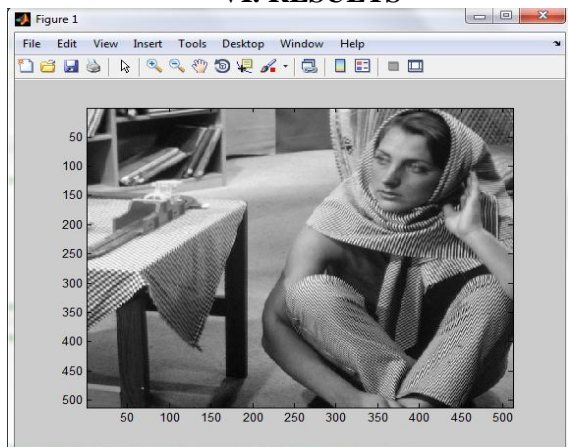 VI. RESULTS
Figure 1
File Edit View Insert Tools Desktop Window Help
50
100
150
200
250
300
350
400
450
500
50 100 150 200 250 300 350 400 450 500